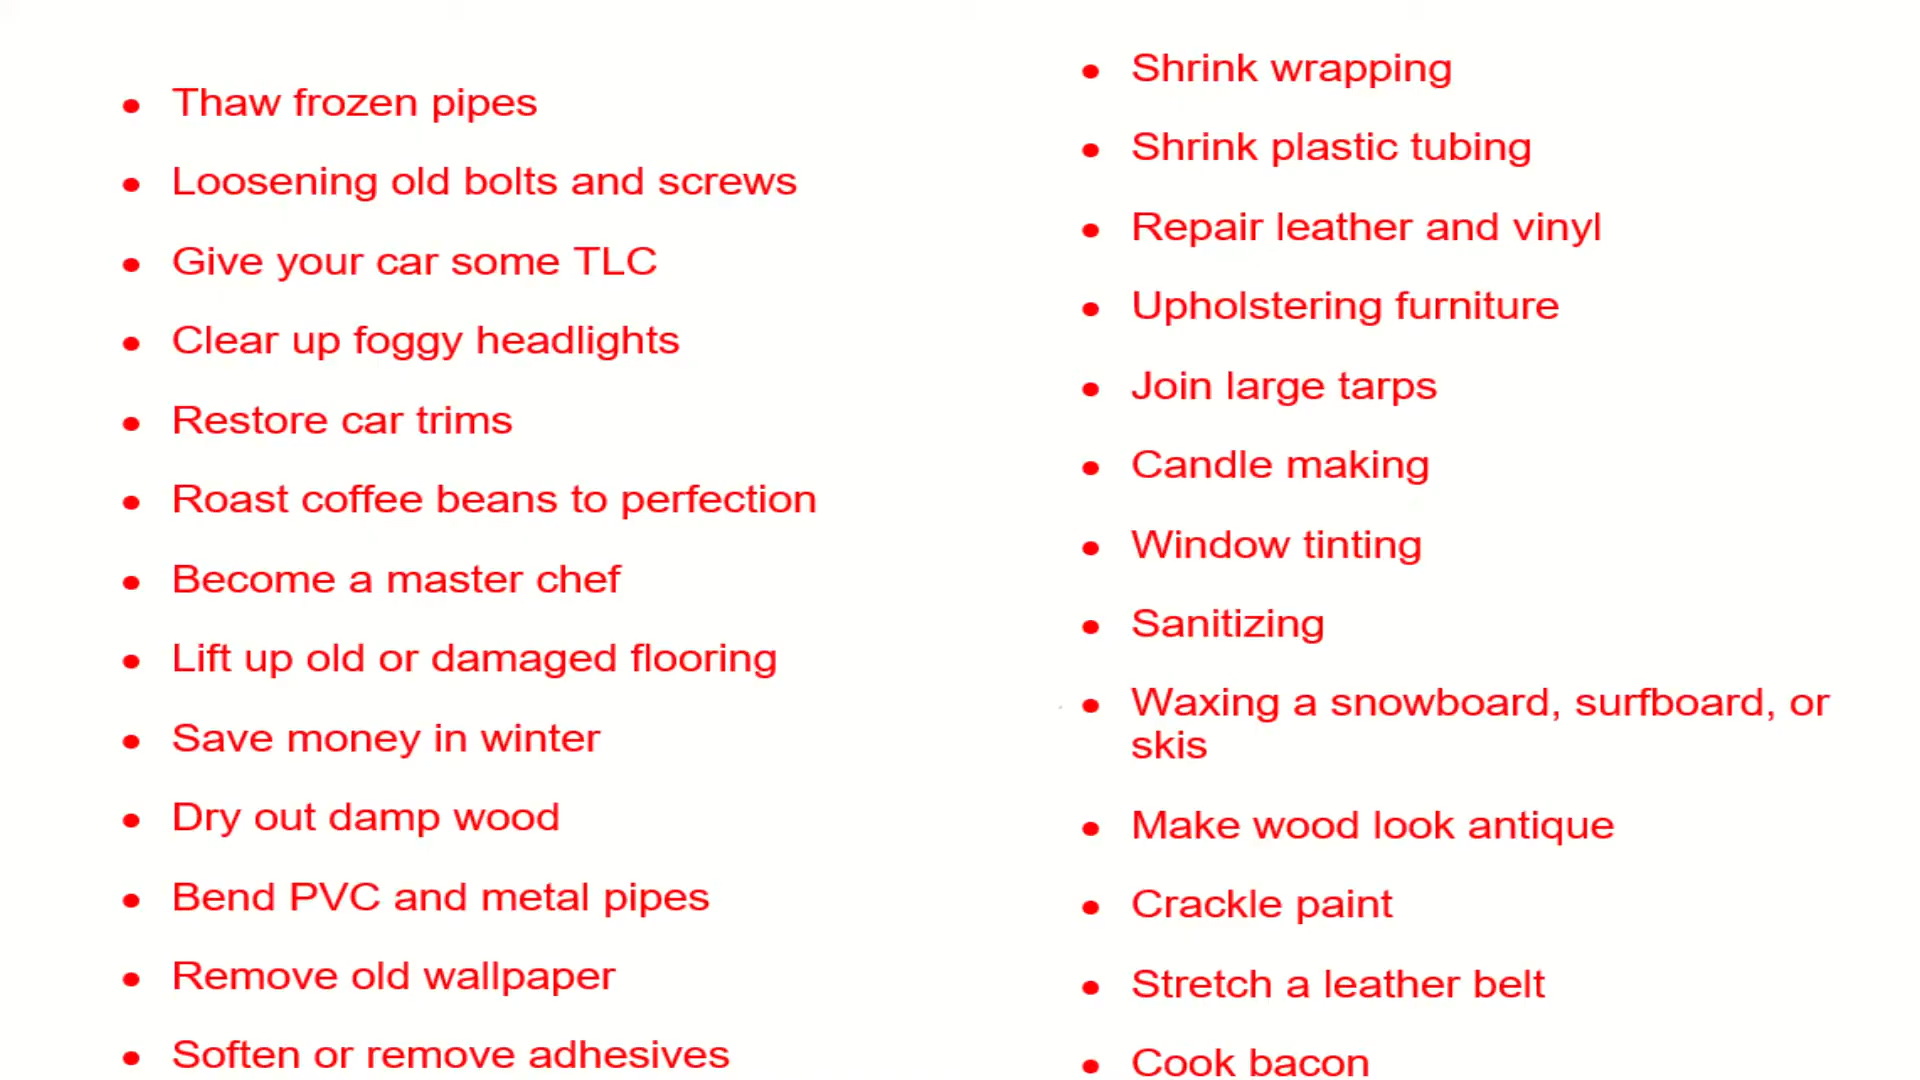 Thaw frozen pipes
Loosening old bolts and screws
Give your car some TLC
Clear up foggy headlights
Restore car trims
Roast coffee beans to perfection
Become a master chef
Lift up old or damaged flooring
Save money in winter
Dry out damp wood
Bend PVC and metal pipes
Remove old wallpaper
Soften or remove adhesives
Shrink wrapping
Shrink plastic tubing
Repair leather and vinyl
Upholstering furniture
Join large tarps
Candle making
Window tinting
Sanitizing
Waxing a snowboard, surfboard, or
skis
Make wood look antique
Crackle paint
Stretch a leather belt
Cook bacon